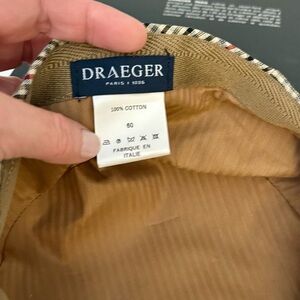 DRAEGER
PARIS • 1886
100% COTTON
60
FABRIQUE EN
ITALIE